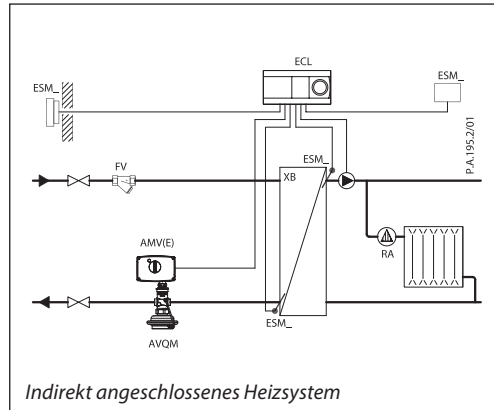 ECL
ESM_
ESM_
P.A.195.2/01
FV
ESM_
XB
AMV(E)
RA
ESM_
AVQM
Indirekt angeschlossenes Heizsystem